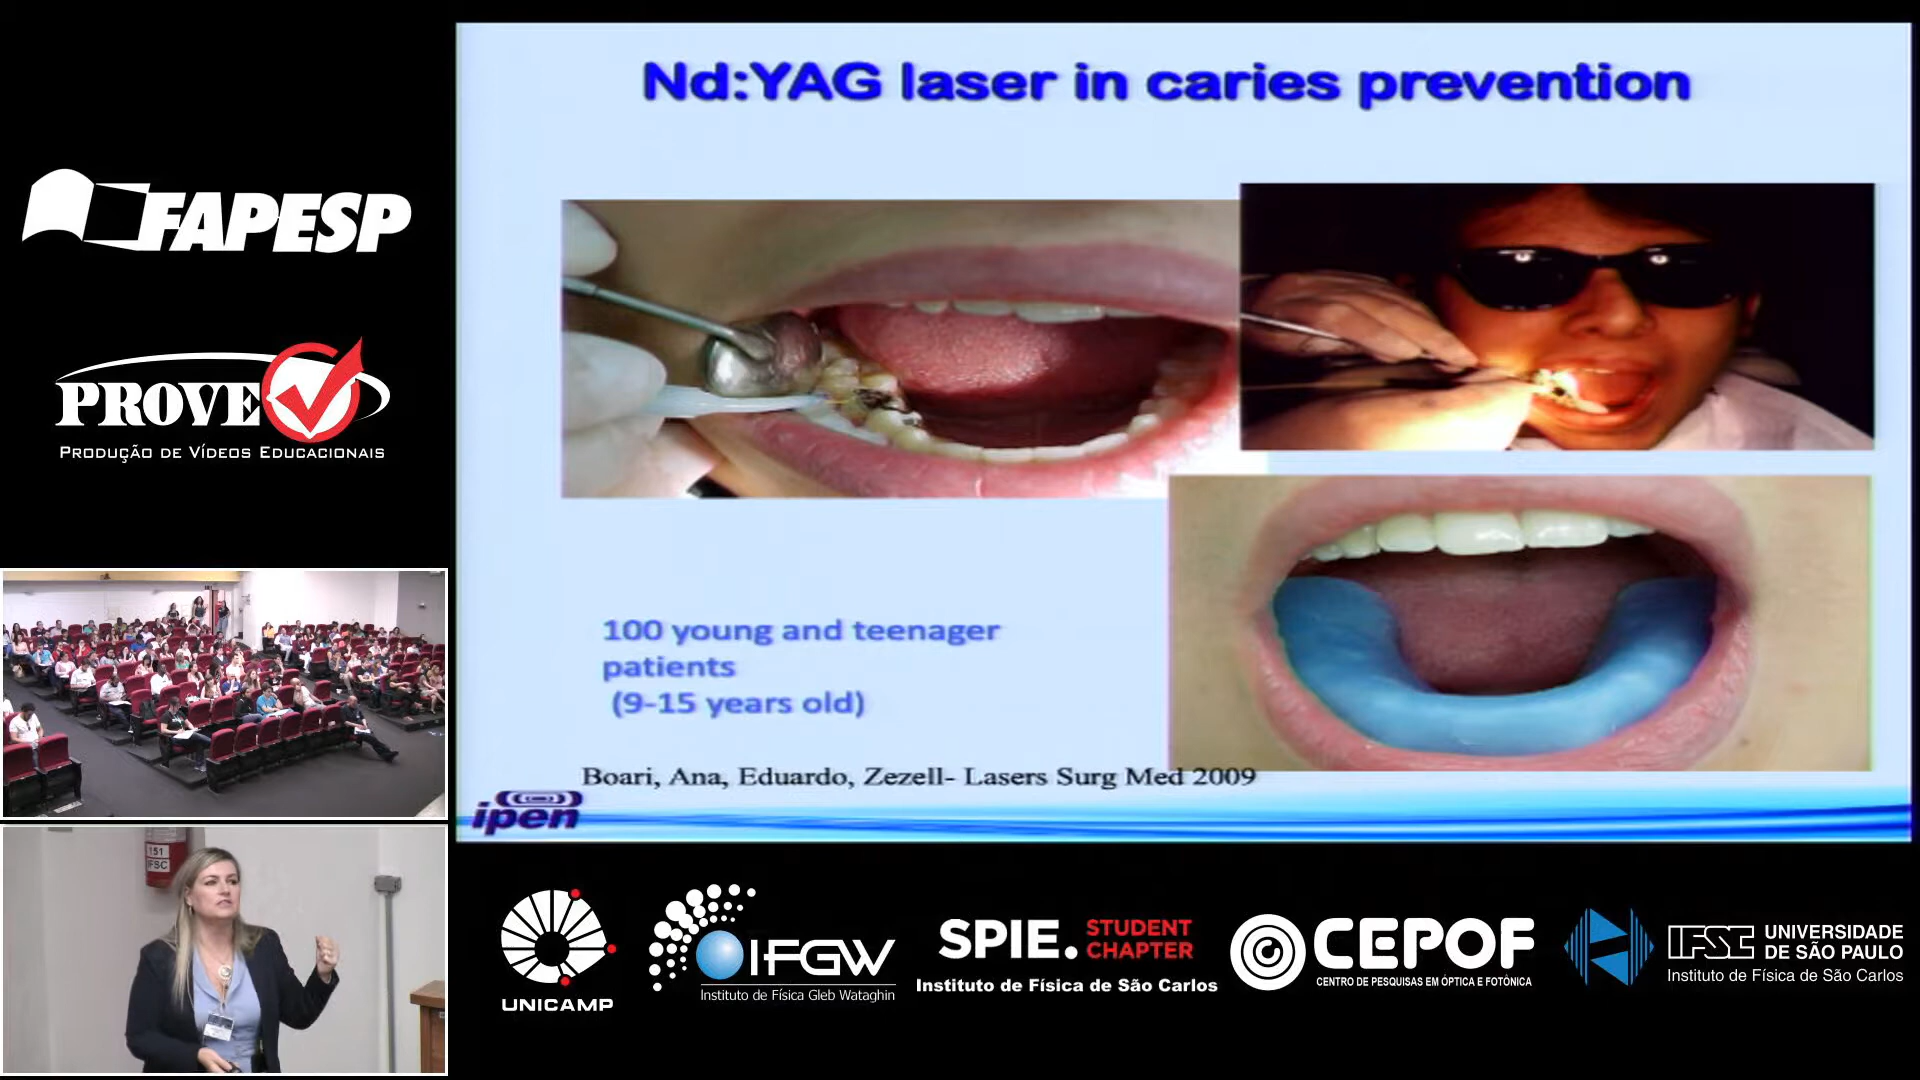 Nd:YAG laser in caries prevention
100 young and teenager
patients
(9-15 years old)
Boari, Ana, Eduardo, Zezell- Lasers Surg Med 2009
ipen
FAPESP
PROVE
PRODUÇÃO DE VÍDEOS EDUCACIONAIS
151
IFSC
UNICAMP
IFGW
Instituto de Física Gleb Wataghin
SPIE. STUDENT
CHAPTER
Instituto de Física de São Carlos
CEPOF
CENTRO DE PESQUISAS EM ÓPTICA E FOTÔNICA
IFSC
UNIVERSIDADE
DE SÃO PAULO
Instituto de Física de São Carlos